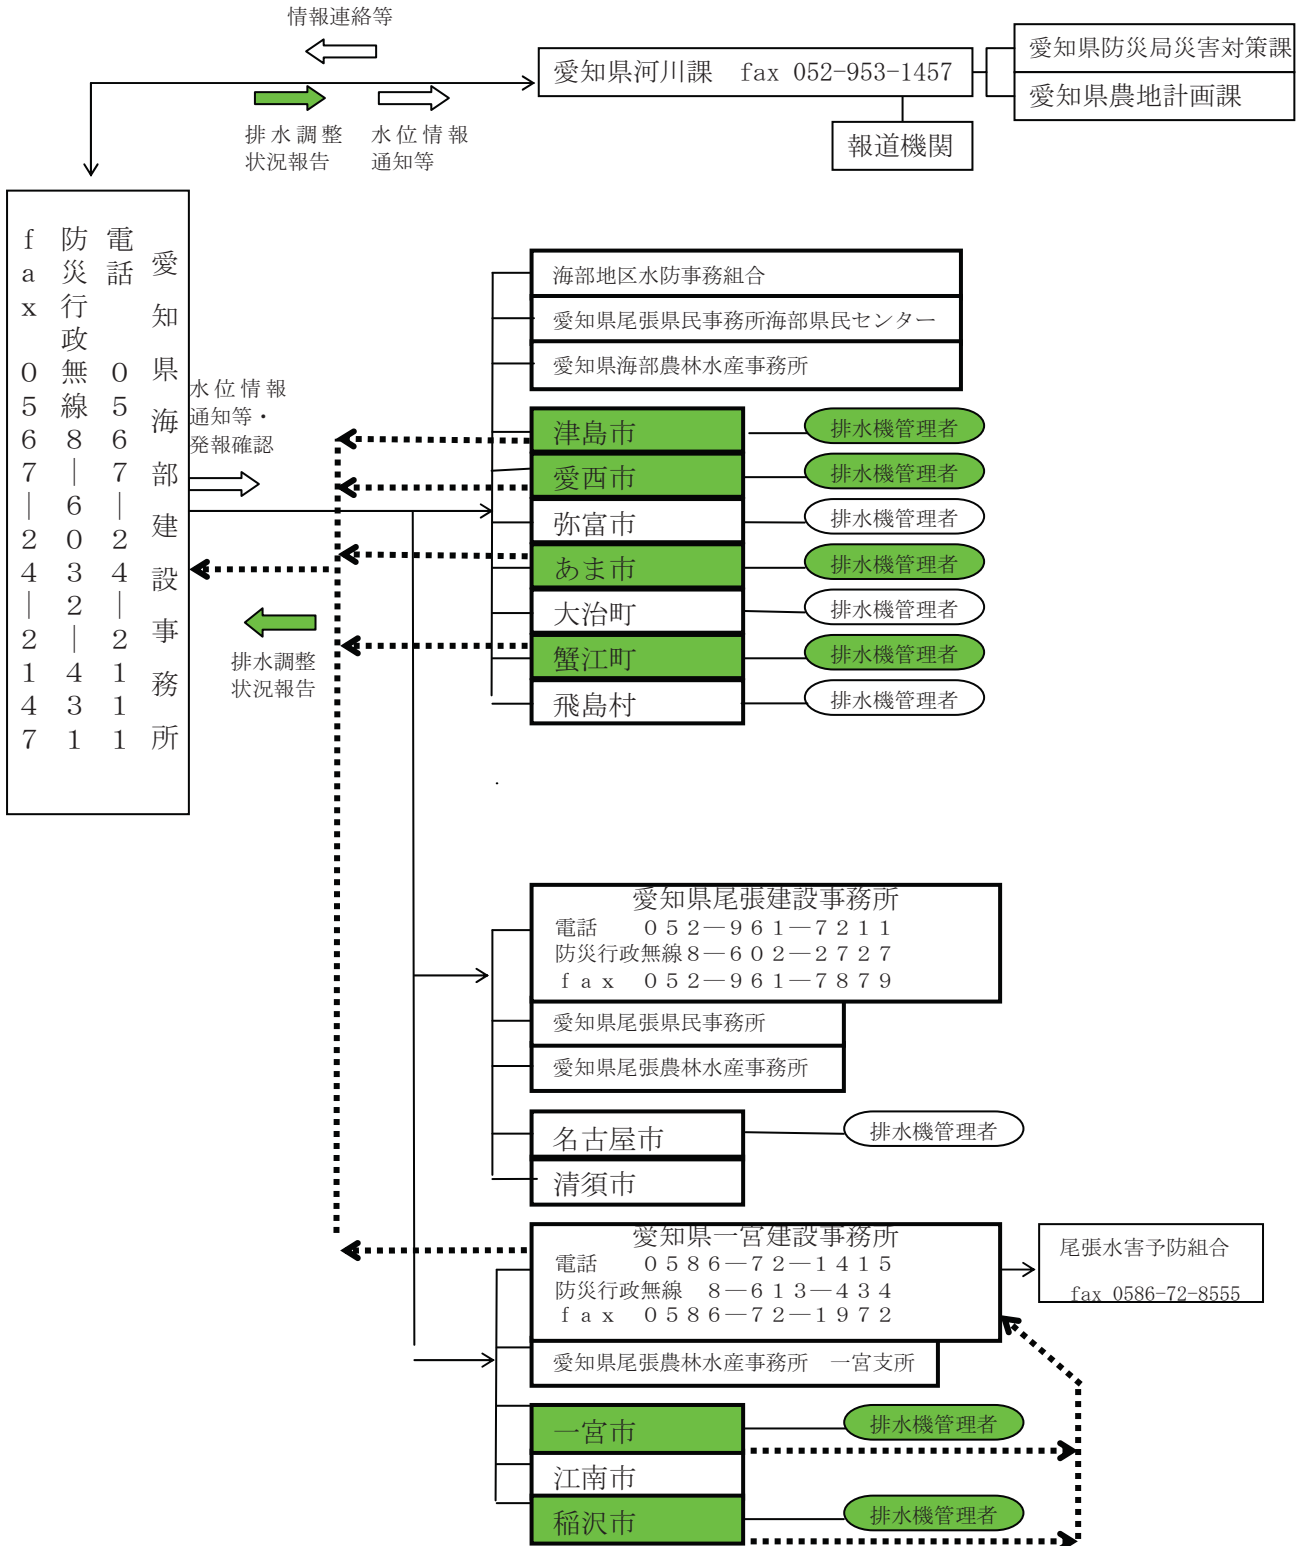 情報連絡等
愛知県河川課　fax 052-953-1457
愛知県防災局災害対策課
愛知県農地計画課
報道機関
排水調整
状況報告
水位情報
通知等
愛知県海部建設事務所
電話　０５６７―２４―２１１１
防災行政無線８―６０３２―４３１
ｆａｘ　０５６７―２４―２１４７
水位情報
通知等・
発報確認
排水調整
状況報告
海部地区水防事務組合
愛知県尾張県民事務所海部県民センター
愛知県海部農林水産事務所
津島市
排水機管理者
愛西市
排水機管理者
弥富市
排水機管理者
あま市
排水機管理者
大治町
排水機管理者
蟹江町
排水機管理者
飛島村
排水機管理者
愛知県尾張建設事務所
電話　　０５２―９６１―７２１１
防災行政無線８―６０２―２７２７
ｆａｘ　０５２―９６１―７８７９
愛知県尾張県民事務所
愛知県尾張農林水産事務所
名古屋市
排水機管理者
清須市
愛知県一宮建設事務所
電話　　０５８６―７２―１４１５
防災行政無線　８―６１３―４３４
ｆａｘ　０５８６―７２―１９７２
尾張水害予防組合
fax 0586-72-8555
愛知県尾張農林水産事務所　一宮支所
一宮市
排水機管理者
江南市
稲沢市
排水機管理者